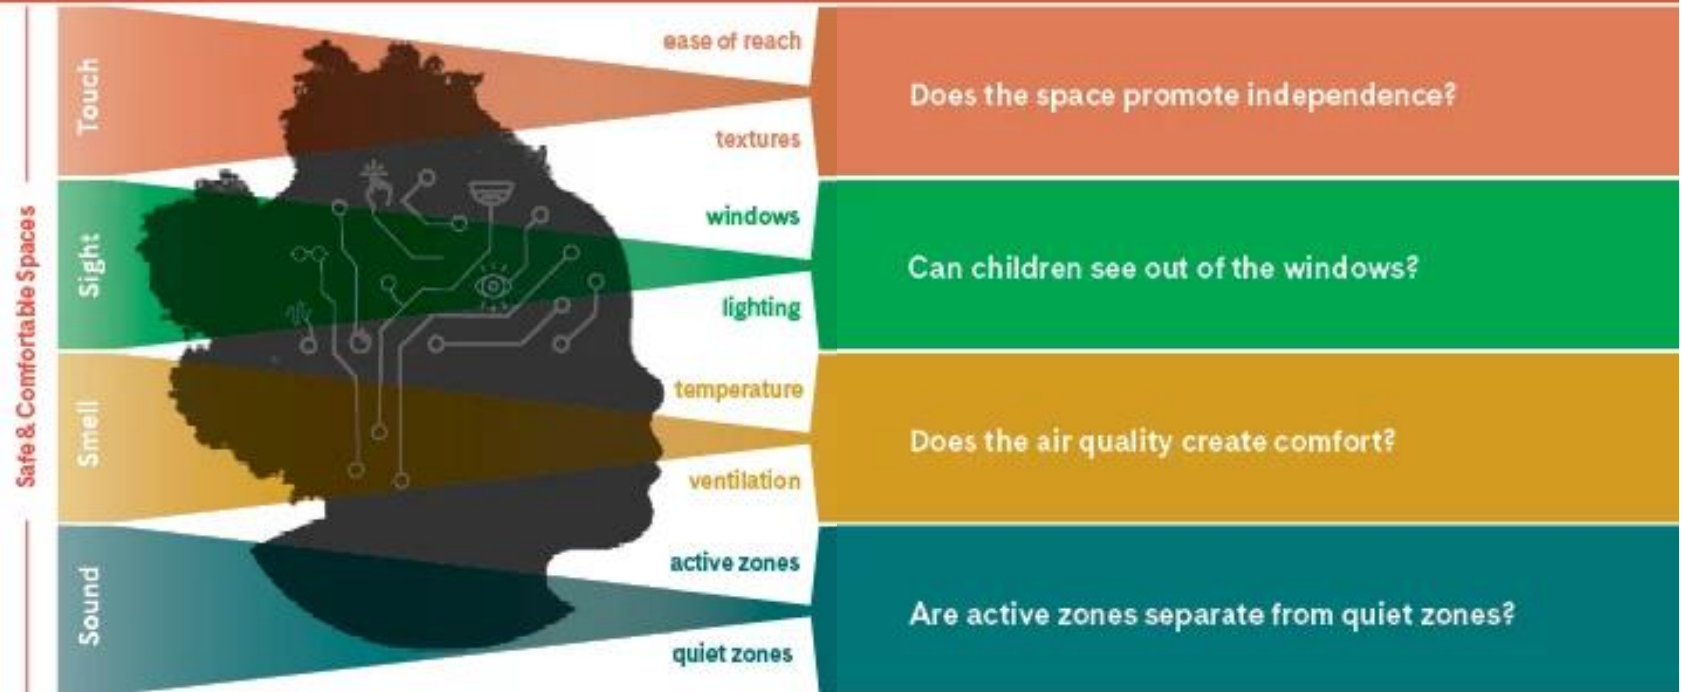 Safe & Comfortable Spaces
Touch
ease of reach
textures
Does the space promote independence?
Sight
windows
lighting
Can children see out of the windows?
Smell
temperature
ventilation
Does the air quality create comfort?
Sound
active zones
quiet zones
Are active zones separate from quiet zones?